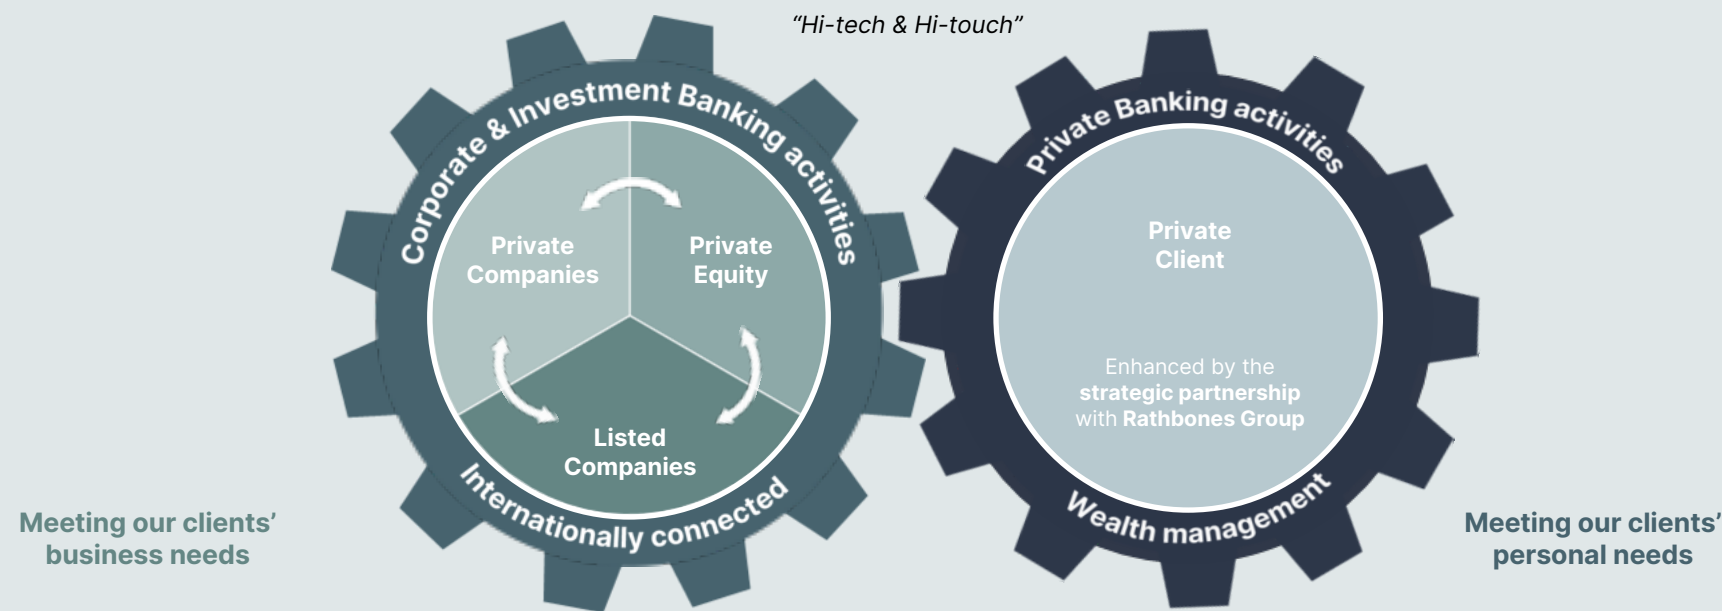 “Hi-tech & Hi-touch”
Corporate & Investment Banking activities
Private
Companies
Private
Equity
Listed
Companies
Internationally connected
Meeting our clients’
business needs
Private Banking activities
Private
Client
Enhanced by the
strategic partnership
with Rathbones Group
Wealth management
Meeting our clients’
personal needs